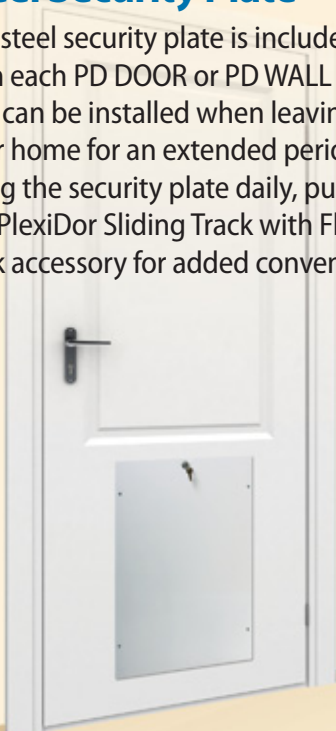 Security Plate
steel security plate is include
each PD DOOR or PD WALL
can be installed when leavin
home for an extended perio
g the security plate daily, pu
PlexiDor Sliding Track with Fl
accessory for added conven